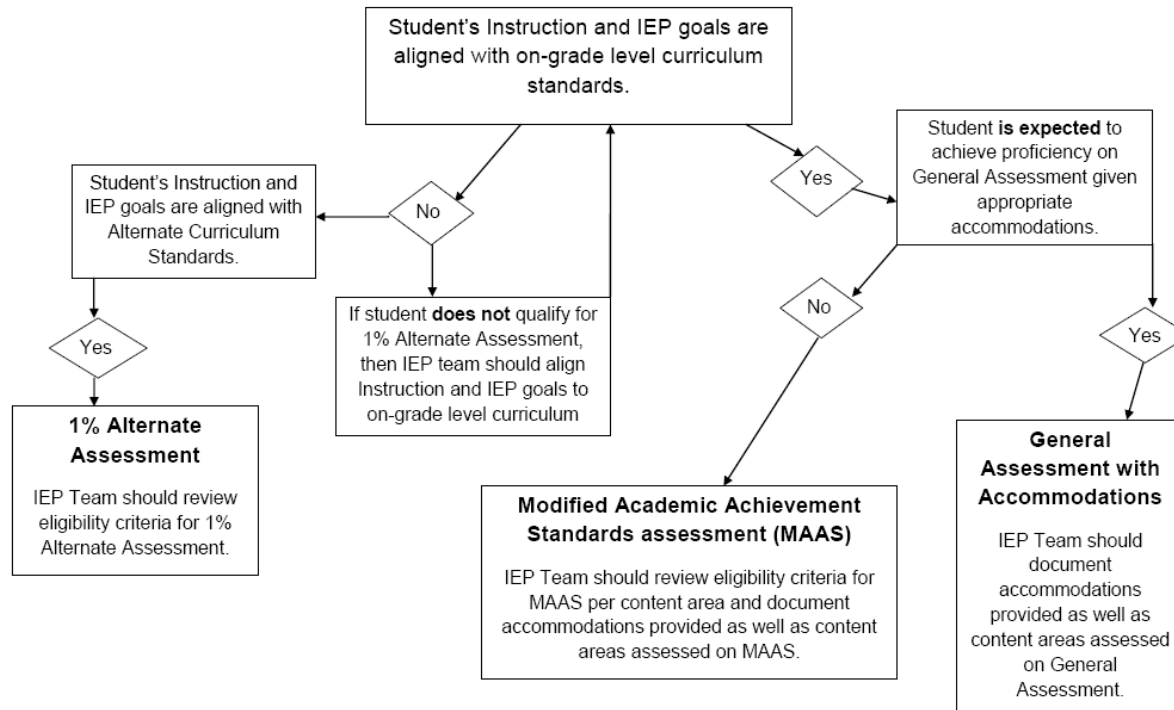 Student's Instruction and IEP goals are
aligned with on-grade level curriculum
standards.
Student is expected to
achieve proficiency on
General Assessment given
appropriate
accommodations.
Yes
Student's Instruction and
IEP goals are aligned with
Alternate Curriculum
Standards.
No
If student does not qualify for
1% Alternate Assessment,
then IEP team should align
Instruction and IEP goals to
on-grade level curriculum
No
Yes
Yes
1% Alternate
Assessment
IEP Team should review
eligibility criteria for 1%
Alternate Assessment.
Modified Academic Achievement
Standards assessment (MAAS)
IEP Team should review eligibility criteria for
MAAS per content area and document
accommodations provided as well as content
areas assessed on MAAS.
General
Assessment with
Accommodations
IEP Team should
document
accommodations
provided as well as
content areas assessed
on General
Assessment.